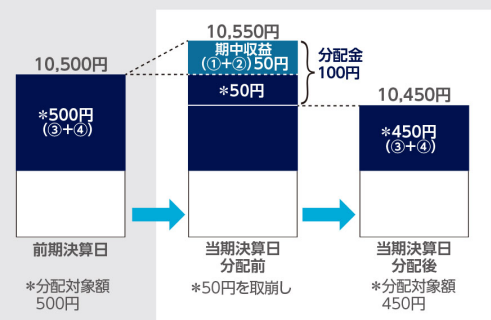 10,500円
＊500円
(③+④)
前期決算日
＊分配対象額
500円
10,550円
期中収益
(①+②)50円
＊50円
分配金
100円
当期決算日
分配前
＊50円を取崩し
10,450円
＊450円
(③+④)
当期決算日
分配後
＊分配対象額
450円